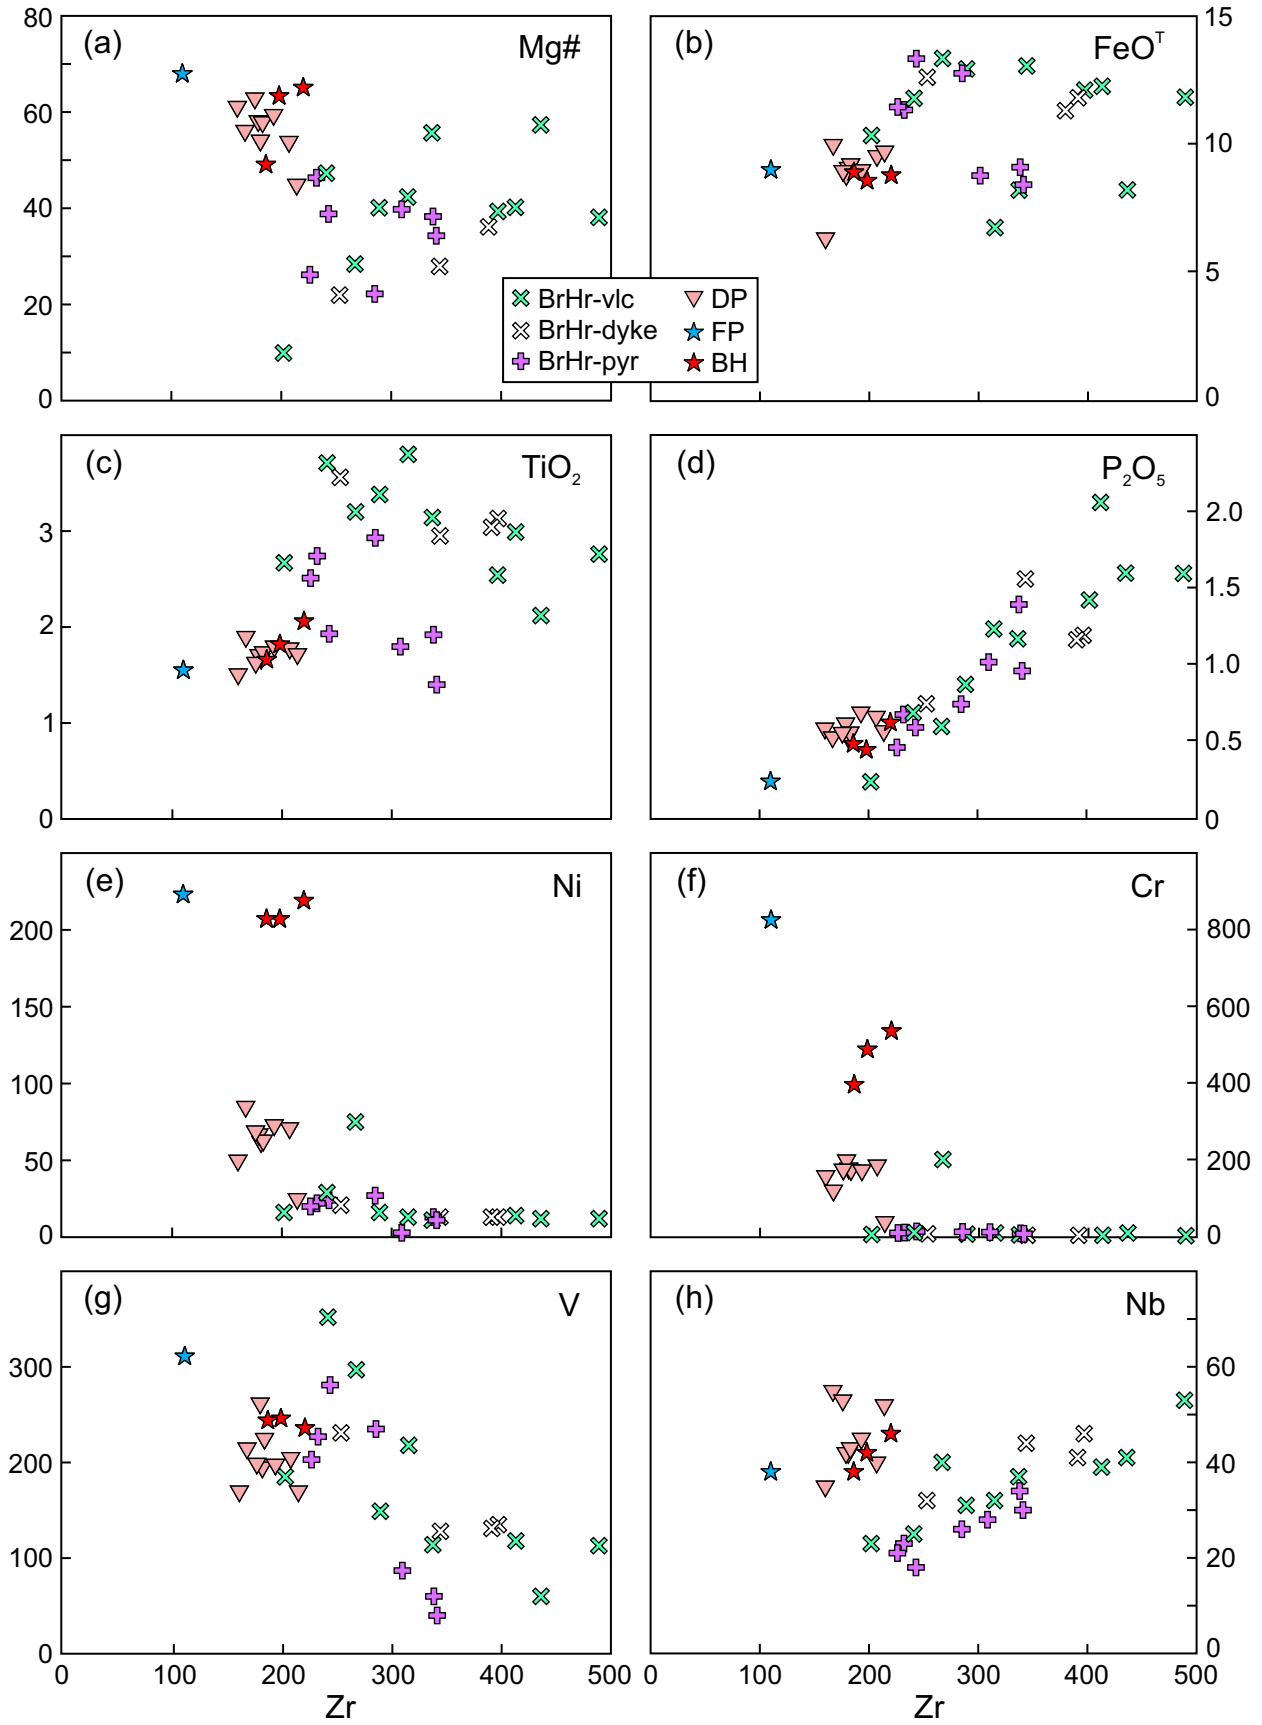 80
60
40
20
0
(a)
Mg#
(b)
FeOᵀ
15
10
5
0
BrHr-vlc
DP
BrHr-dyke
FP
BrHr-pyr
BH
(c)
TiO₂
3
2
1
0
(d)
P₂O₅
2.0
1.5
1.0
0.5
0
(e)
Ni
200
150
100
50
0
(f)
Cr
800
600
400
200
0
(g)
V
300
200
100
0
(h)
Nb
60
40
20
0
0 100 200 300 400 500
0 100 200 300 400 500
Zr
Zr